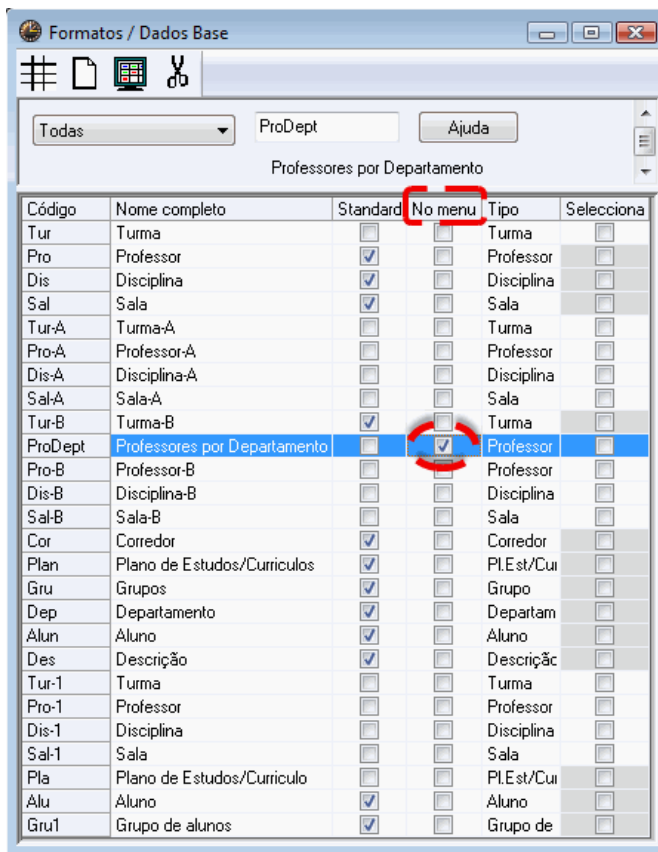 Formatos / Dados Base
Todas ProDept Ajuda
Professores por Departamento
Código Nome completo Standard No menu Tipo Selecciona
Tur Turma Turma
Pro Professor Professor
Dis Disciplina Disciplina
Sal Sala Sala
Tur-A Turma-A Turma
Pro-A Professor-A Professor
Dis-A Disciplina-A Disciplina
Sal-A Sala-A Sala
Tur-B Turma-B Turma
ProDept Professores por Departamento Professor
Pro-B Professor-B Professor
Dis-B Disciplina-B Disciplina
Sal-B Sala-B Sala
Cor Corredor Corredor
Plan Plano de Estudos/Curriculos Pl.Est/Cui
Gru Grupos Grupo
Dep Departamento Departam
Alun Aluno Aluno
Des Descrição Descriçãc
Tur-1 Turma Turma
Pro-1 Professor Professor
Dis-1 Disciplina Disciplina
Sal-1 Sala Sala
Pla Plano de Estudos/Curriculo Pl.Est/Cui
Alu Aluno Aluno
Gru1 Grupo de alunos Grupo de